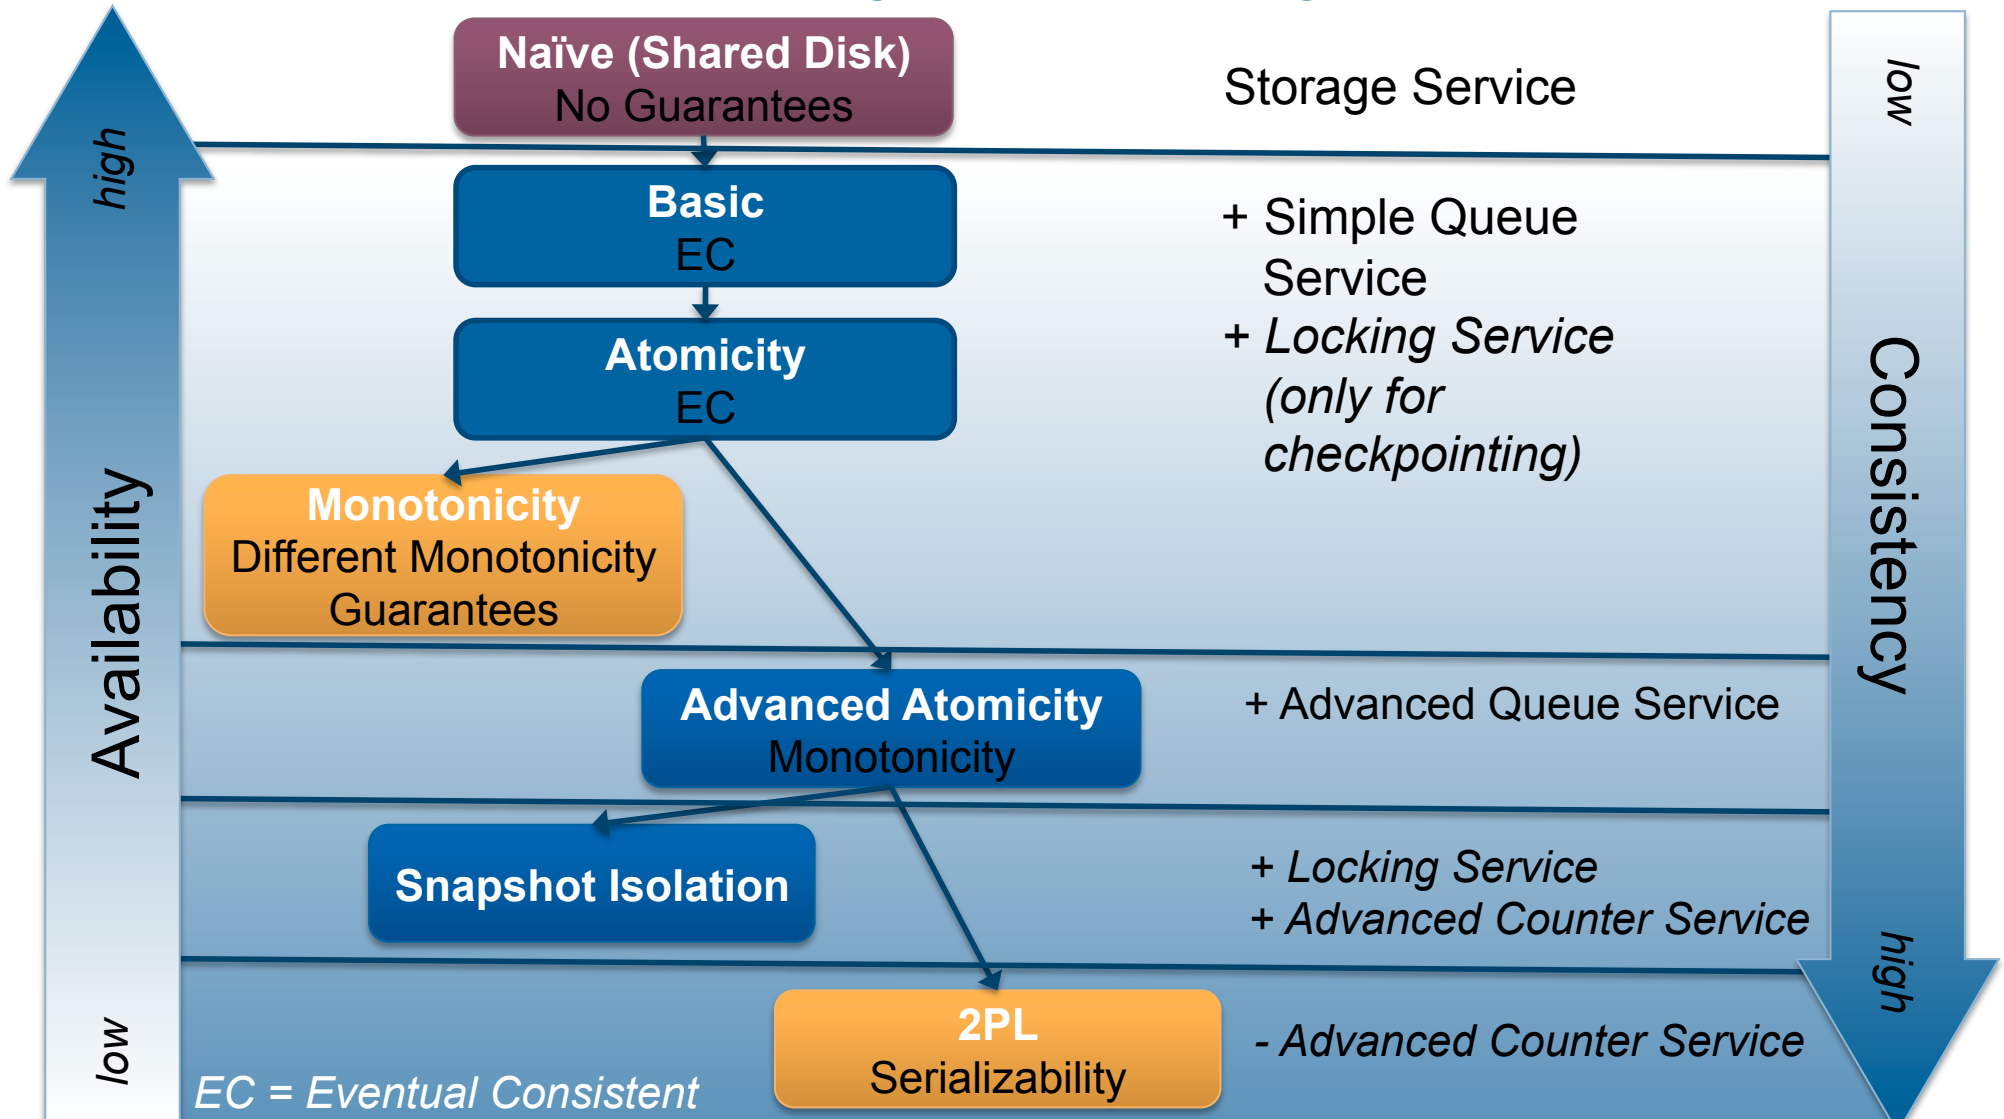 Naïve (Shared Disk)
No Guarantees
Storage Service
low
high
Basic
EC
+ Simple Queue
Service
+ Locking Service
(only for
checkpointing)
Atomicity
EC
Monotonicity
Different Monotonicity
Guarantees
Availability
Consistency
Advanced Atomicity
Monotonicity
+ Advanced Queue Service
Snapshot Isolation
+ Locking Service
+ Advanced Counter Service
high
low
2PL
Serializability
- Advanced Counter Service
EC = Eventual Consistent